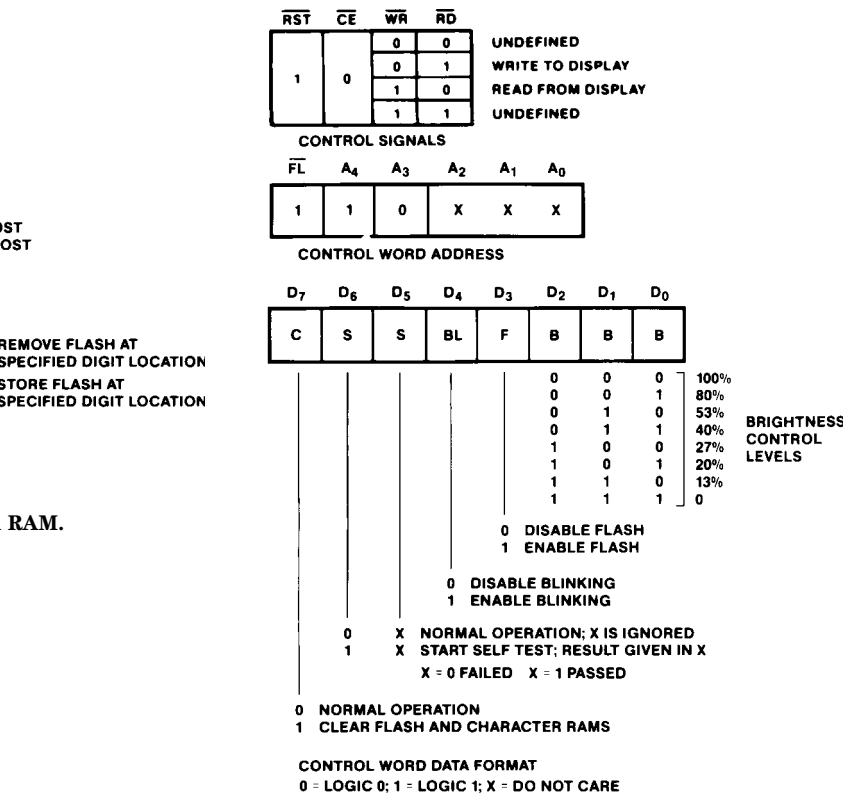 R̅S̅T̅ C̅E̅ W̅R̅ R̅D̅
1 0
0 0 UNDEFINED
0 1 WRITE TO DISPLAY
1 0 READ FROM DISPLAY
1 1 UNDEFINED
CONTROL SIGNALS
F̅L̅ A₄ A₃ A₂ A₁ A₀
1 1 0 X X X
OST
OST
CONTROL WORD ADDRESS
D₇ D₆ D₅ D₄ D₃ D₂ D₁ D₀
C S S BL F B B B
REMOVE FLASH AT
SPECIFIED DIGIT LOCATION
STORE FLASH AT
SPECIFIED DIGIT LOCATION
0 0 0 100%
0 0 1 80%
0 1 0 53%
0 1 1 40%
1 0 0 27%
1 0 1 20%
1 1 0 13%
1 1 1 0
BRIGHTNESS
CONTROL
LEVELS
RAM.
0 DISABLE FLASH
1 ENABLE FLASH
0 DISABLE BLINKING
1 ENABLE BLINKING
0 X NORMAL OPERATION; X IS IGNORED
1 X START SELF TEST; RESULT GIVEN IN X
X = 0 FAILED X = 1 PASSED
0 NORMAL OPERATION
1 CLEAR FLASH AND CHARACTER RAMS
CONTROL WORD DATA FORMAT
0 = LOGIC 0; 1 = LOGIC 1; X = DO NOT CARE